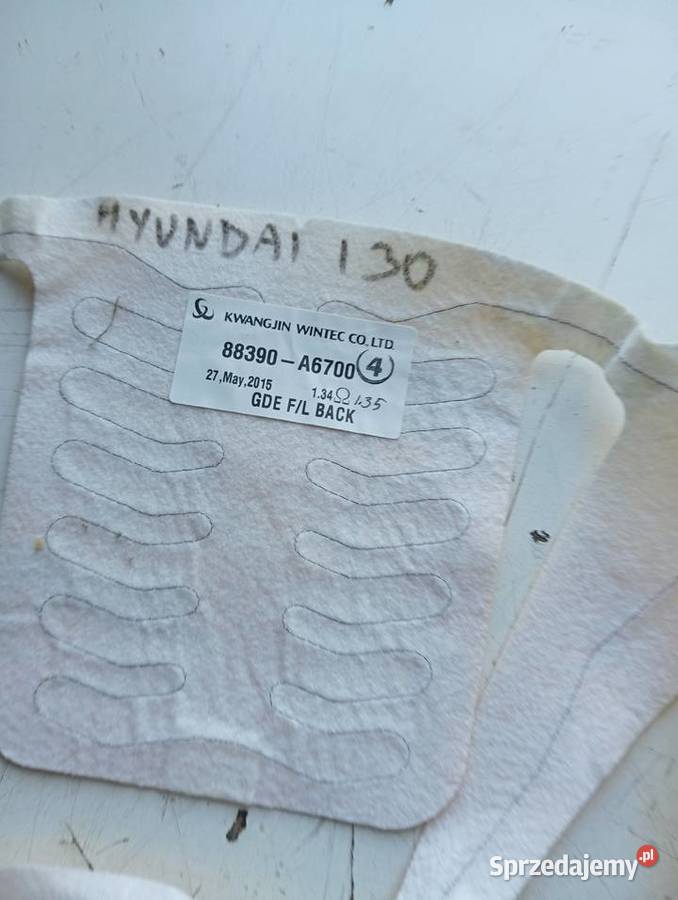 HYUNDAI I30
KWANGJIN WINTEC CO.LTD.
88390-A6700 4
27,May,2015 1.34Ω 1.35
GDE F/L BACK
Sprzedajemy.pl